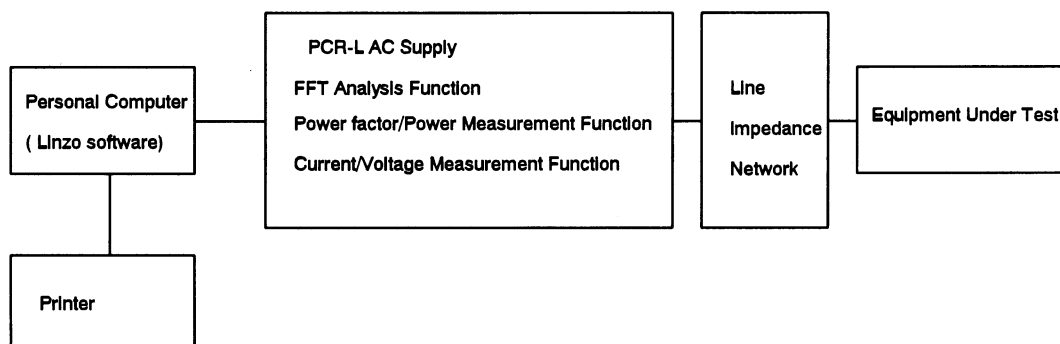 Personal Computer
( Linzo software)
Printer
PCR-L AC Supply
FFT Analysis Function
Power factor/Power Measurement Function
Current/Voltage Measurement Function
Line
Impedance
Network
Equipment Under Test